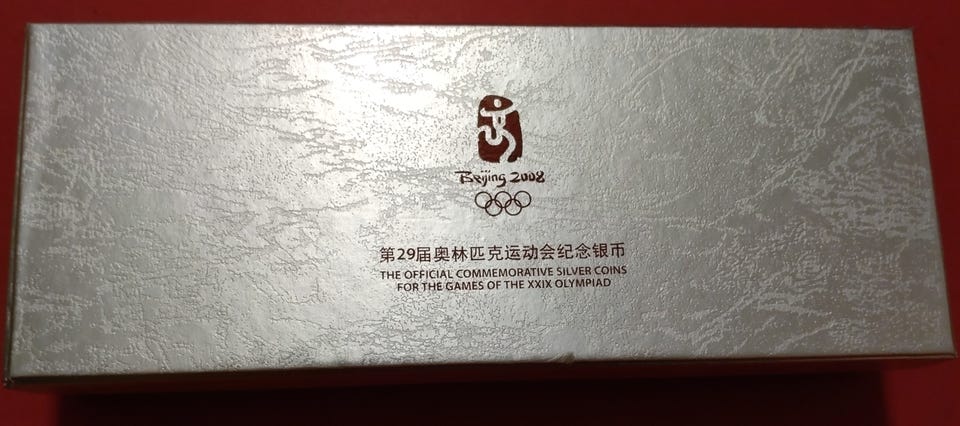 Beijing 2008
第29届奥林匹克运动会纪念银币
THE OFFICIAL COMMEMORATIVE SILVER COINS
FOR THE GAMES OF THE XXIX OLYMPIAD